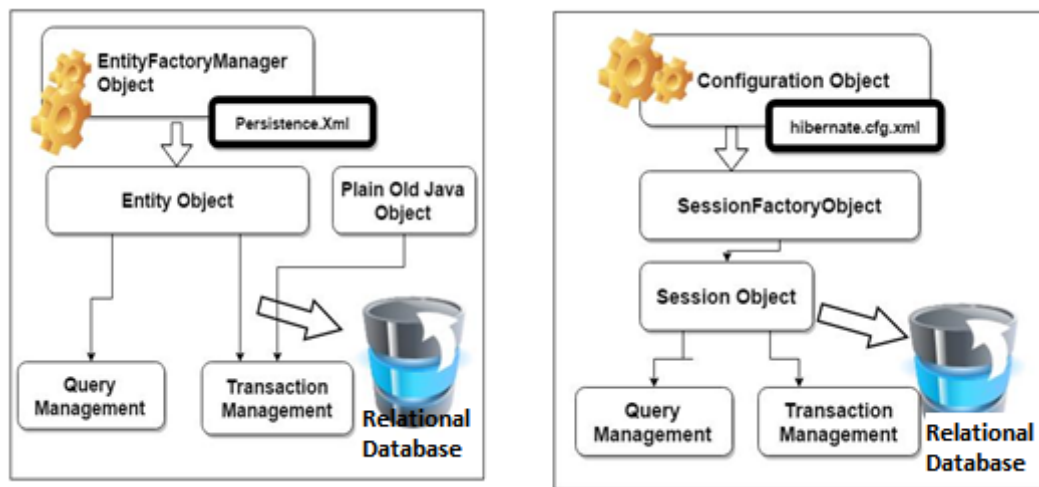 EntityFactoryManager
Object
Persistence.Xml
Entity Object
Plain Old Java
Object
Query
Management
Transaction
Management
Relational
Database
Configuration Object
hibernate.cfg.xml
SessionFactoryObject
Session Object
Query
Management
Transaction
Management
Relational
Database